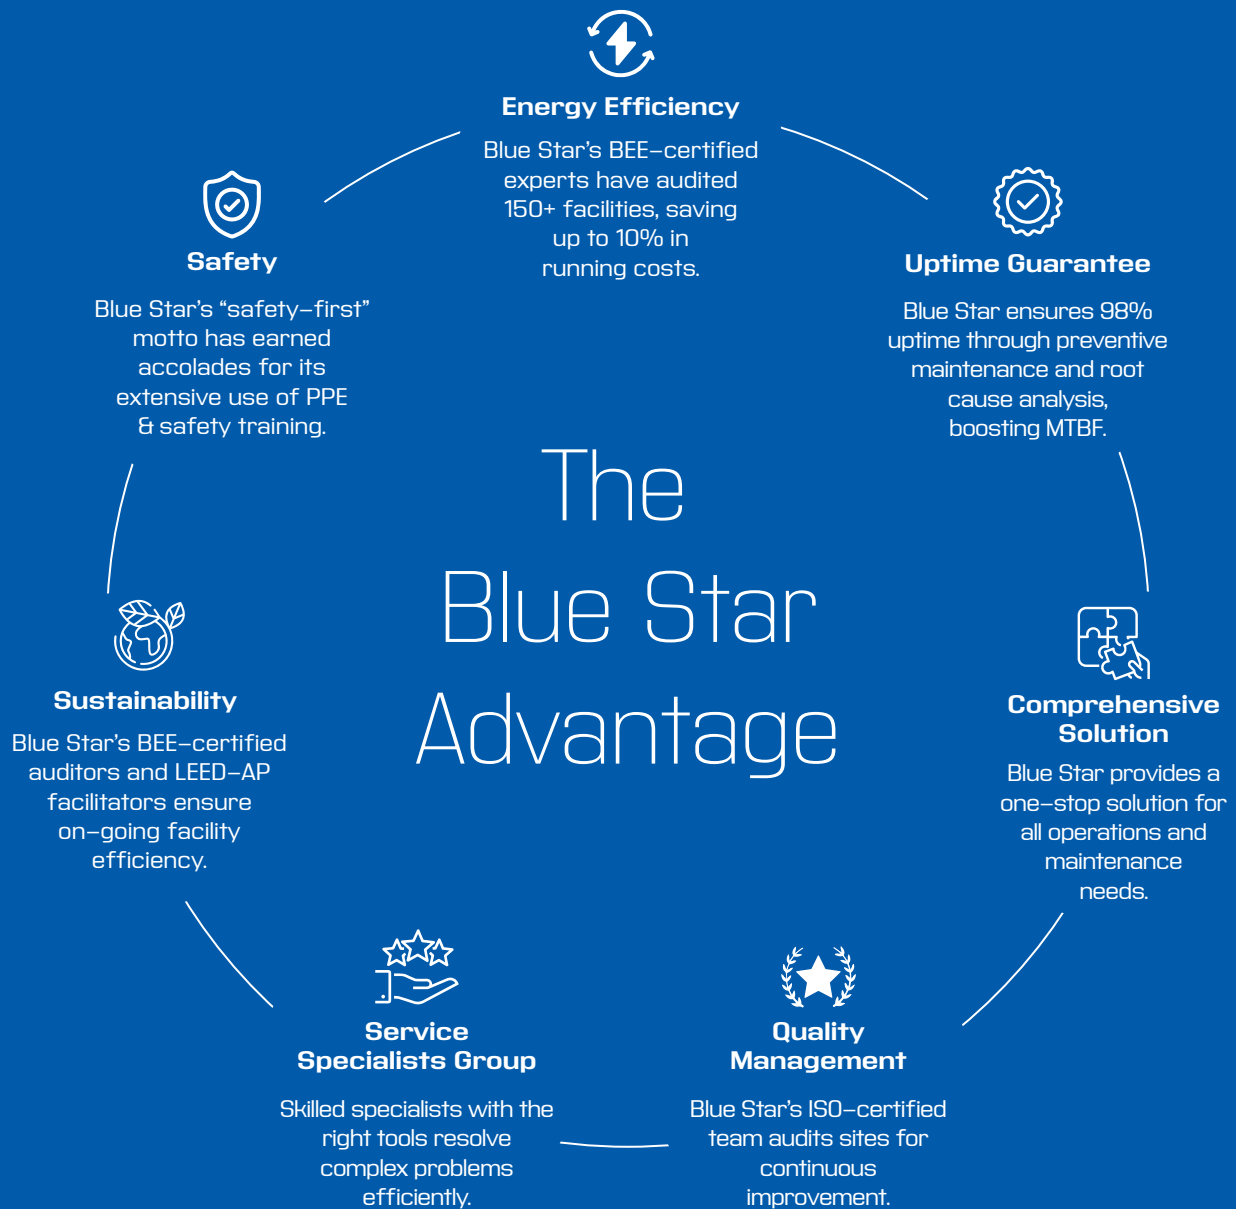 Energy Efficiency
Blue Star's BEE–certified
experts have audited
150+ facilities, saving
up to 10% in
running costs.
Safety
Blue Star's “safety–first”
motto has earned
accolades for its
extensive use of PPE
& safety training.
Uptime Guarantee
Blue Star ensures 98%
uptime through preventive
maintenance and root
cause analysis,
boosting MTBF.
The
Blue Star
Advantage
Sustainability
Blue Star's BEE–certified
auditors and LEED–AP
facilitators ensure
on–going facility
efficiency.
Comprehensive
Solution
Blue Star provides a
one–stop solution for
all operations and
maintenance
needs.
Service
Specialists Group
Skilled specialists with the
right tools resolve
complex problems
efficiently.
Quality
Management
Blue Star's ISO–certified
team audits sites for
continuous
improvement.